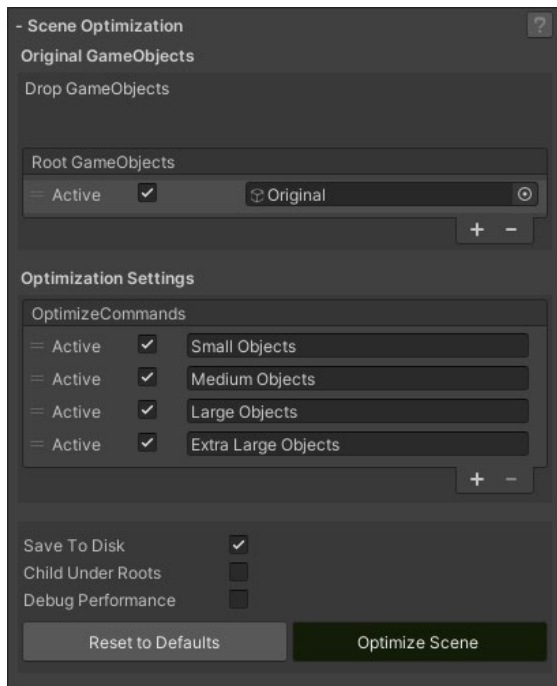 - Scene Optimization ?
Original GameObjects
Drop GameObjects
Root GameObjects
= Active Original
+ -
Optimization Settings
OptimizeCommands
= Active Small Objects
= Active Medium Objects
= Active Large Objects
= Active Extra Large Objects
+ -
Save To Disk
Child Under Roots
Debug Performance
Reset to Defaults Optimize Scene